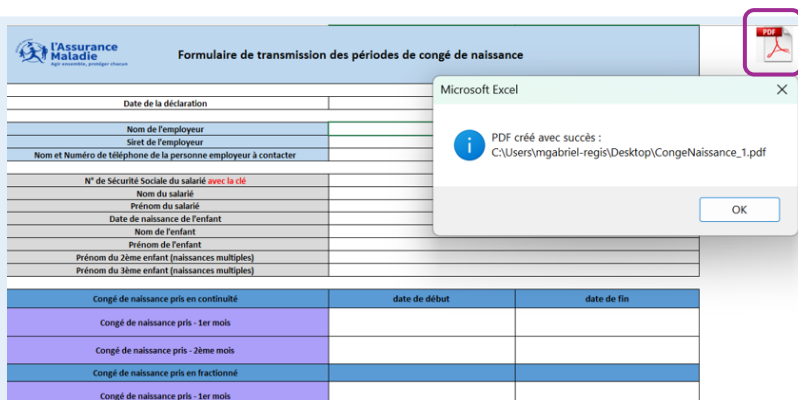 l'Assurance
Maladie
Agir ensemble, protéger chacun
Formulaire de transmission des périodes de congé de naissance
PDF
Date de la déclaration
Nom de l'employeur
Siret de l'employeur
Nom et Numéro de téléphone de la personne employeur à contacter
N° de Sécurité Sociale du salarié avec la clé
Nom du salarié
Prénom du salarié
Date de naissance de l'enfant
Nom de l'enfant
Prénom de l'enfant
Prénom du 2ème enfant (naissances multiples)
Prénom du 3ème enfant (naissances multiples)
Microsoft Excel
PDF créé avec succès :
C:\Users\mgabriel-regis\Desktop\CongeNaissance_1.pdf
OK
Congé de naissance pris en continuité date de début date de fin
Congé de naissance pris - 1er mois
Congé de naissance pris - 2ème mois
Congé de naissance pris en fractionné
Congé de naissance pris - 1er mois